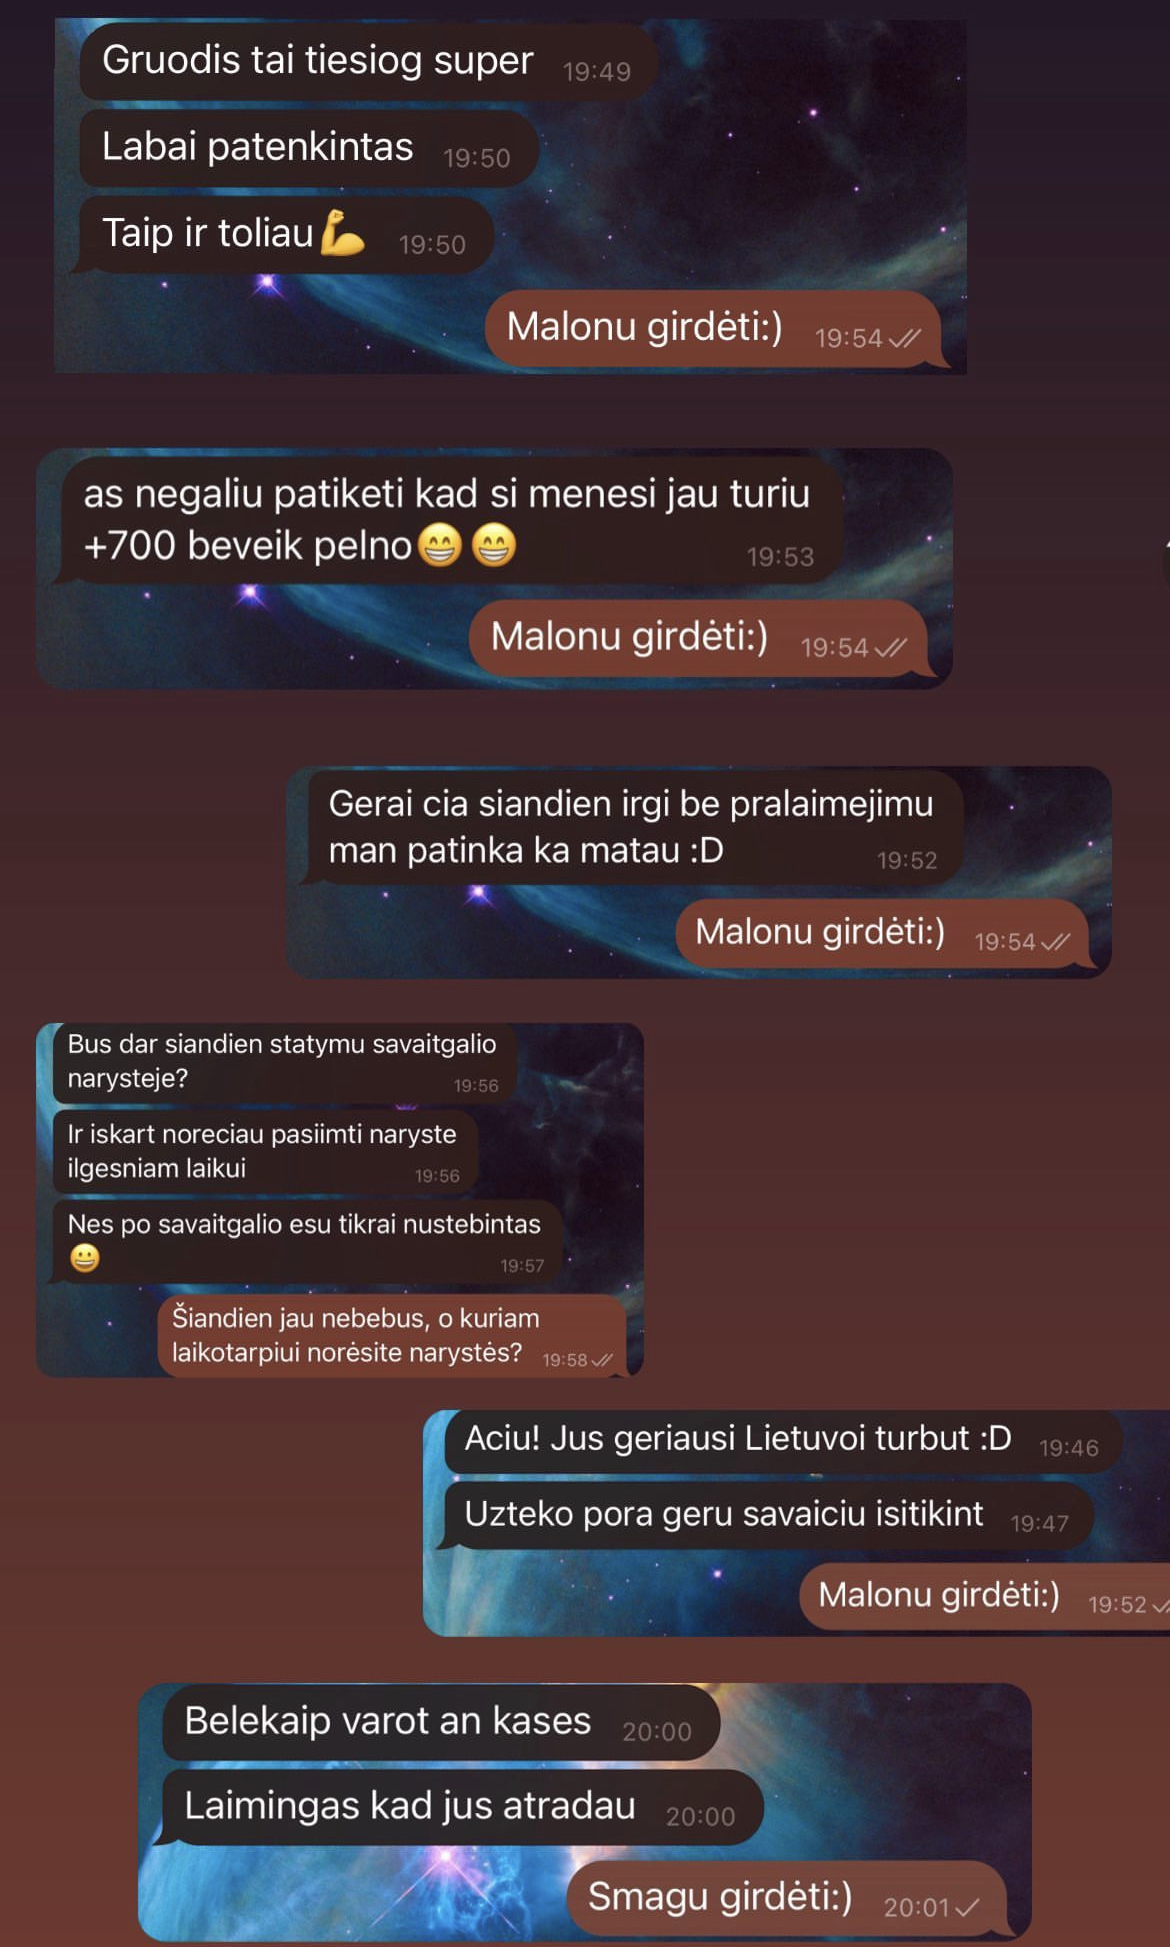 Gruodis tai tiesiog super 19:49
Labai patenkintas 19:50
Taip ir toliau💪 19:50
Malonu girdėti:) 19:54
as negaliu patiketi kad si menesi jau turiu
+700 beveik pelno😁😁 19:53
Malonu girdėti:) 19:54
Gerai cia siandien irgi be pralaimejimu
man patinka ka matau :D 19:52
Malonu girdėti:) 19:54
Bus dar siandien statymu savaitgalio
narysteje? 19:56
Ir iskart noreciau pasiimti naryste
ilgesniam laikui 19:56
Nes po savaitgalio esu tikrai nustebintas
😀 19:57
Šiandien jau nebebus, o kuriam
laikotarpiui norėsite narystės? 19:58
Aciu! Jus geriausi Lietuvoi turbut :D 19:46
Uzteko pora geru savaiciu isitikint 19:47
Malonu girdėti:) 19:52
Belekaip varot an kases 20:00
Laimingas kad jus atradau 20:00
Smagu girdėti:) 20:01